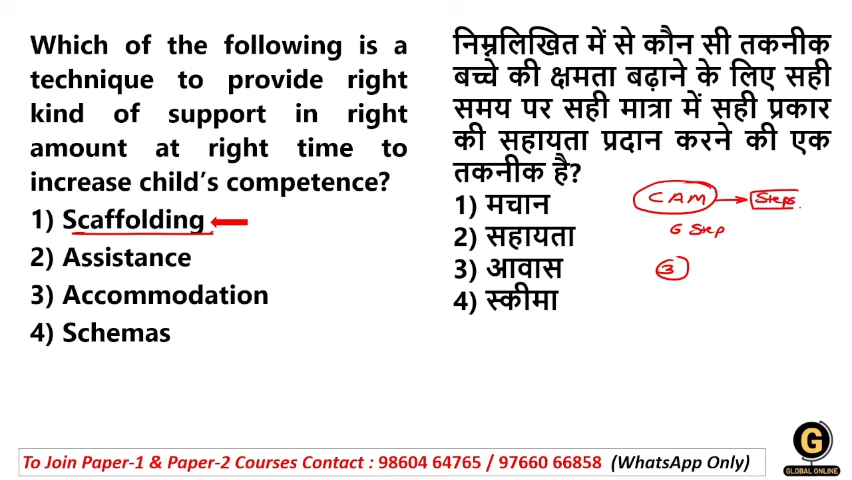 Which of the following is a
technique to provide right
kind of support in right
amount at right time to
increase child's competence?
1) Scaffolding
2) Assistance
3) Accommodation
4) Schemas
निम्नलिखित में से कौन सी तकनीक
बच्चे की क्षमता बढ़ाने के लिए सही
समय पर सही मात्रा में सही प्रकार
की सहायता प्रदान करने की एक
तकनीक है?
1) मचान
2) सहायता
3) आवास
4) स्कीमा
CAM
Steps
6 Step
3
G
GLOBAL ONLINE
To Join Paper-1 & Paper-2 Courses Contact : 98604 64765 / 97660 66858 (WhatsApp Only)